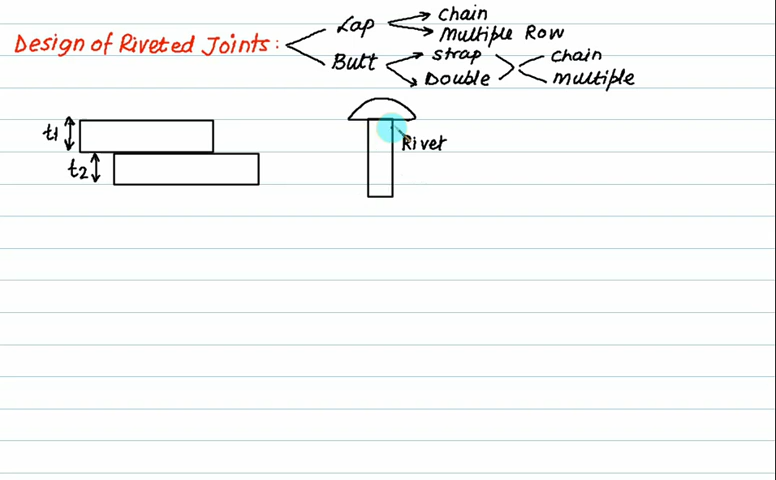 Design of Riveted Joints:
Lap
Chain
Multiple Row
Butt
strap
Double
chain
multiple
t1
t2
Rivet